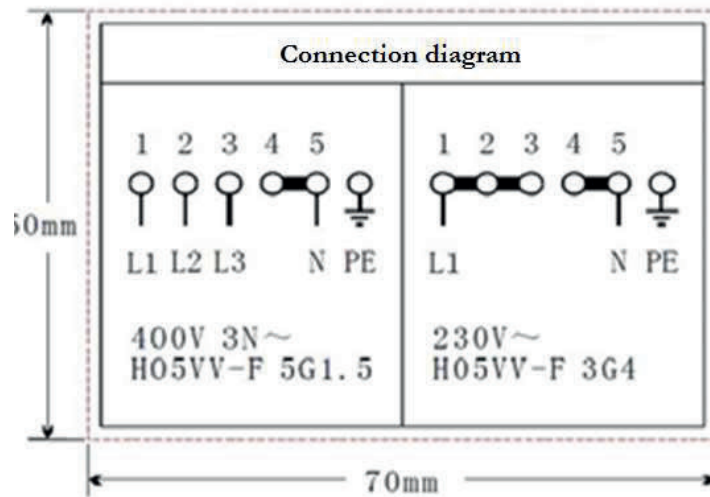 Connection diagram
1 2 3 4 5
L1 L2 L3 N PE
400V 3N～
H05VV-F 5G1.5
1 2 3 4 5
L1 N PE
230V～
H05VV-F 3G4
70mm